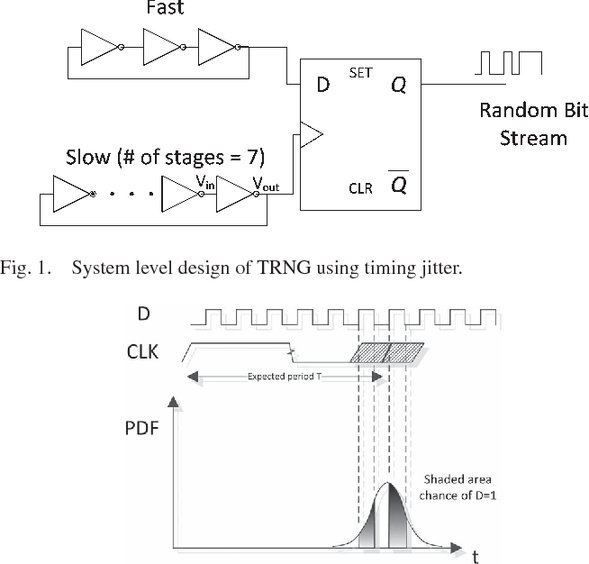 Fast
D
SET
Q
Random Bit
Stream
Slow (# of stages = 7)
Vin
Vout
CLR
Q
Fig. 1. System level design of TRNG using timing jitter.
D
CLK
Expected period T
PDF
Shaded area
chance of D=1
t